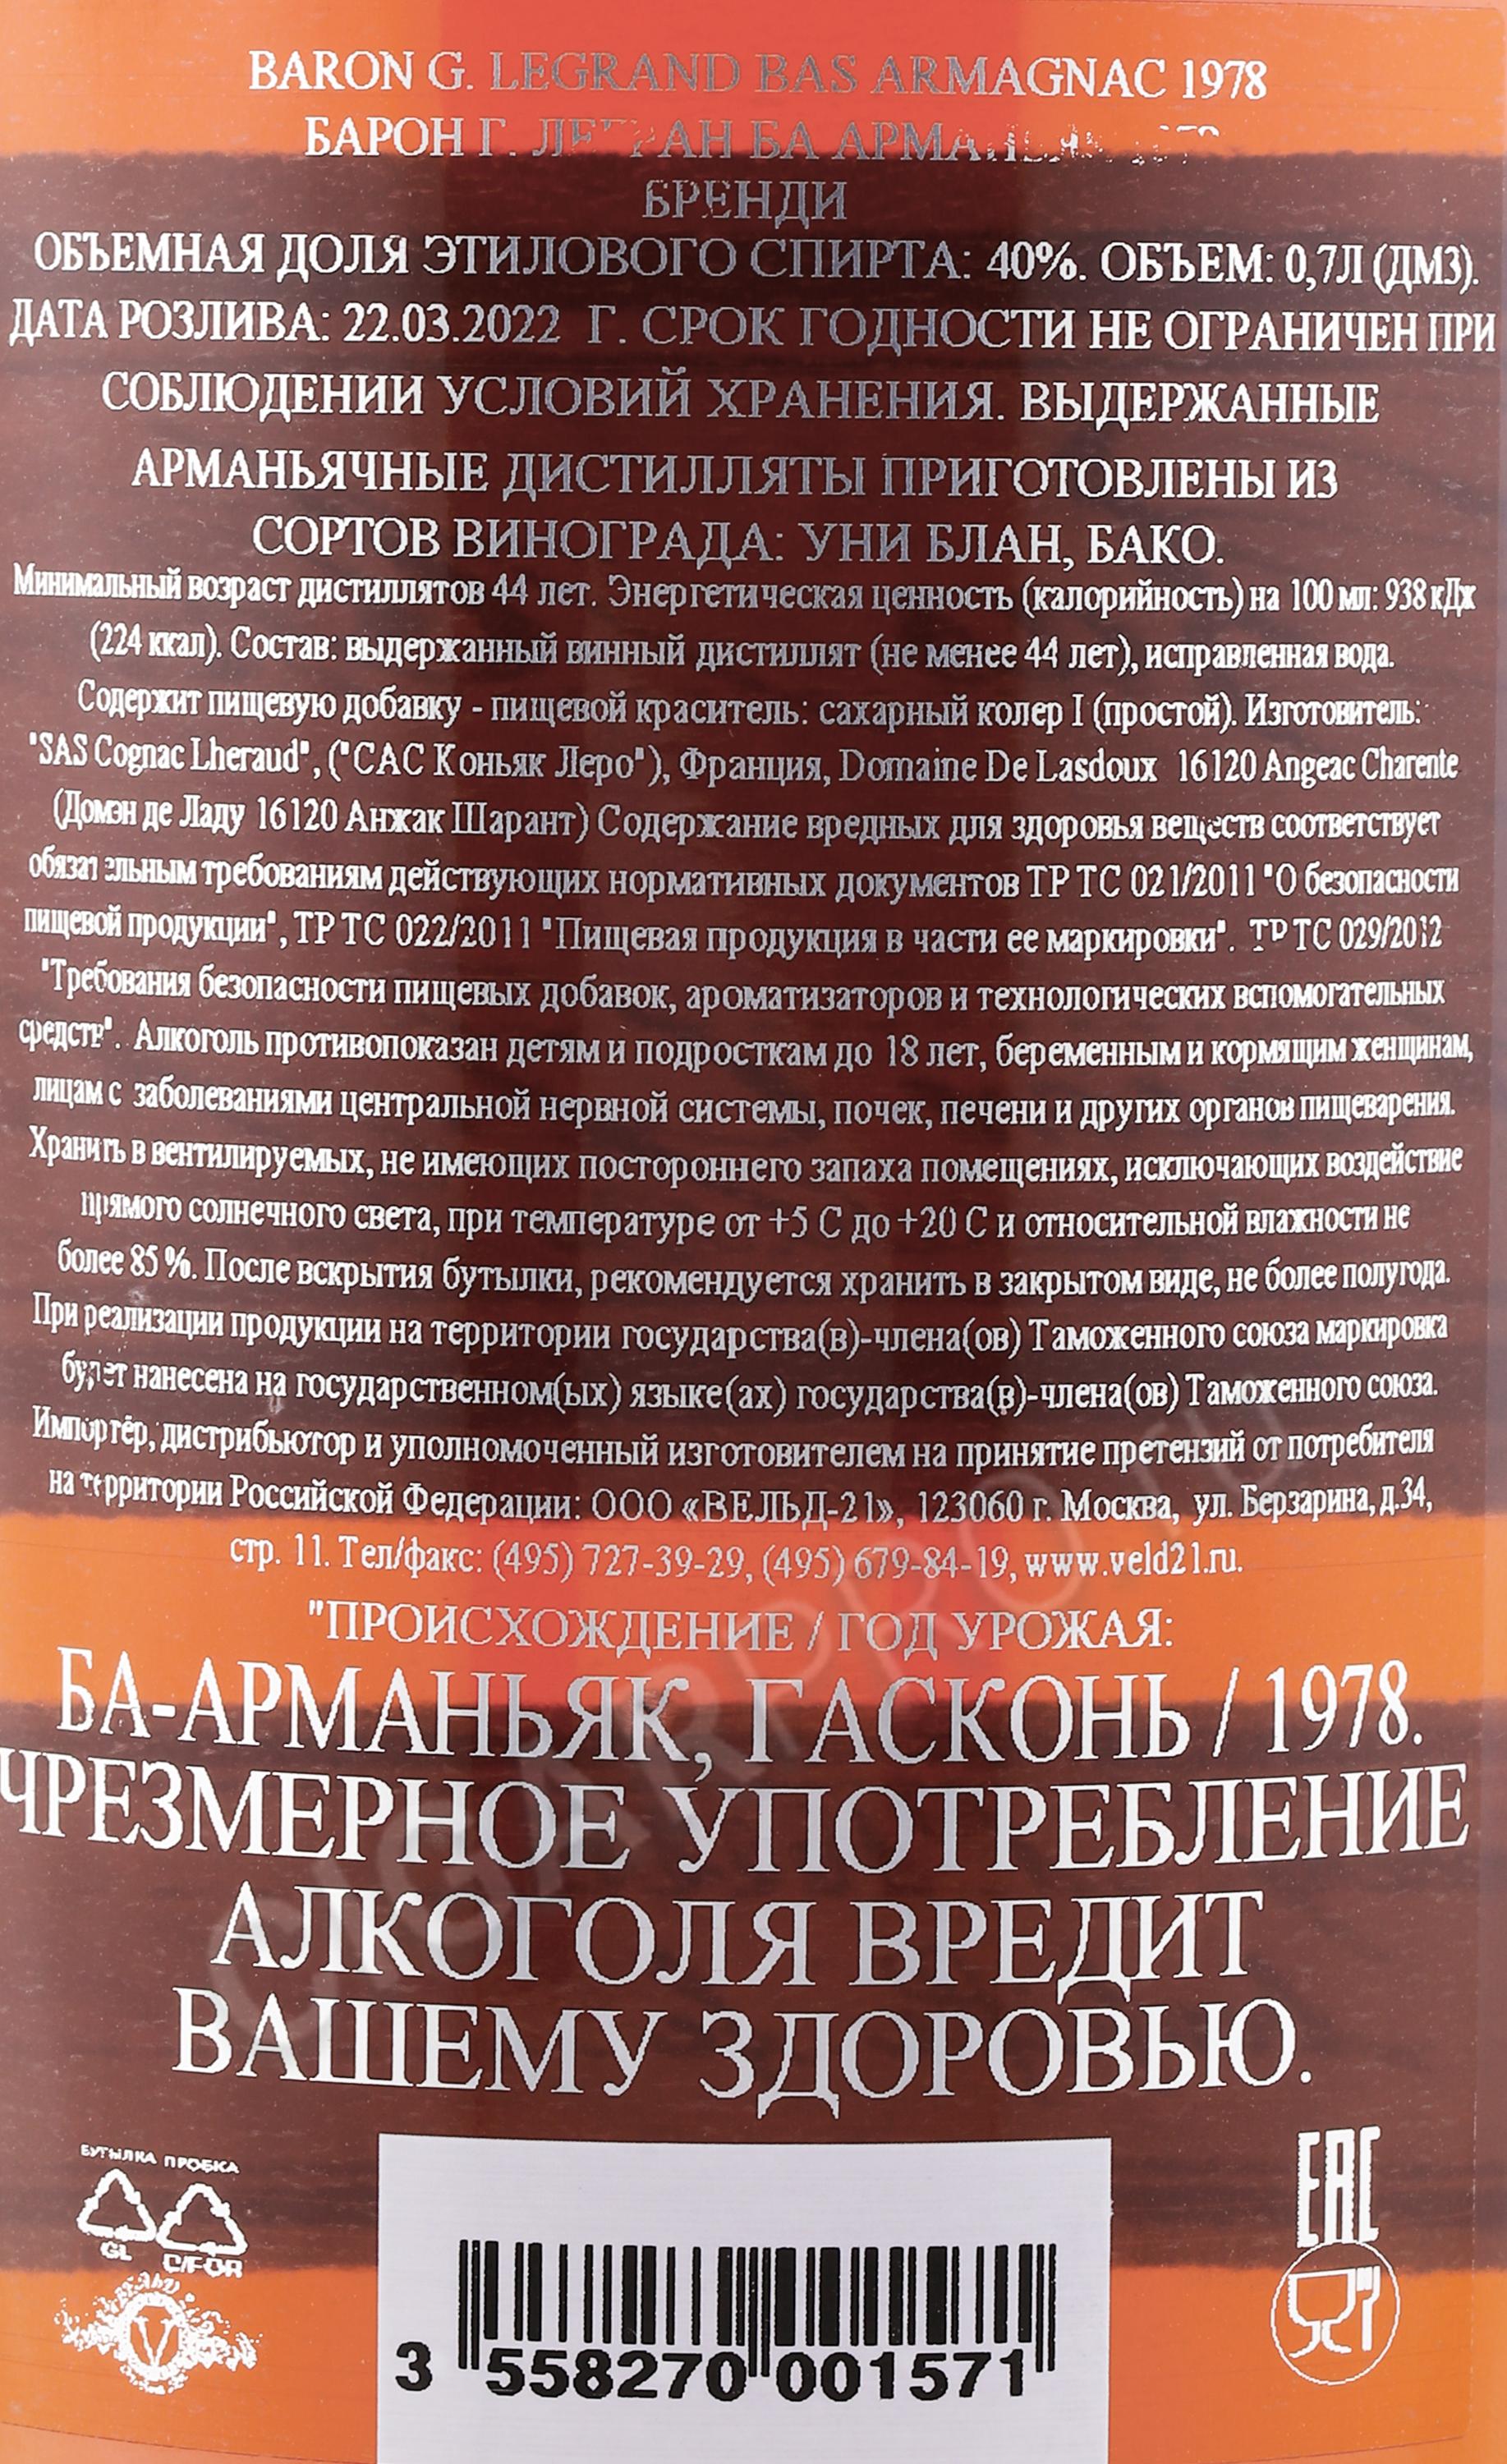 BARON G. LEGRAND BAS ARMAGNAC 1978
БАРОН Г. БА
БРЕНДИ
ОБЪЕМНАЯ ДОЛЯ ЭТИЛОВОГО СПИРТА: 40%. ОБЪЕМ: 0,7Л (ДМ3).
ДАТА РОЗЛИВА: 22.03.2022 Г. СРОК ГОДНОСТИ НЕ ОГРАНИЧЕН ПРИ
СОБЛЮДЕНИИ УСЛОВИЙ ХРАНЕНИЯ. ВЫДЕРЖАННЫЕ
АРМАНЬЯЧНЫЕ ДИСТИЛЛЯТЫ ПРИГОТОВЛЕНЫ ИЗ
СОРТОВ ВИНОГРАДА: УНИ БЛАН, БАКО.
Минимальный возраст дистиллятов 44 лет. Энергетическая ценность (калорийность) на 100 мл: 938 кДж
(224 ккал). Состав: выдержанный винный дистиллят (не менее 44 лет), исправленная вода.
Содержит пищевую добавку - пищевой краситель: сахарный колер I (простой). Изготовитель:
"SAS Cognac Lheraud", ("САС Коньяк Леро"), Франция, Domaine De Lasdoux 16120 Angeac Charente
(Домэн де Ладу 16120 Анжак Шарант) Содержание вредных для здоровья веществ соответствует
обязательным требованиям действующих нормативных документов ТР ТС 021/2011 "О безопасности
пищевой продукции", ТР ТС 022/2011 "Пищевая продукция в части ее маркировки". ТР ТС 029/2012
"Требования безопасности пищевых добавок, ароматизаторов и технологических вспомогательных
средств". Алкоголь противопоказан детям и подросткам до 18 лет, беременным и кормящим женщинам,
лицам с заболеваниями центральной нервной системы, почек, печени и других органов пищеварения.
Хранить в вентилируемых, не имеющих постороннего запаха помещениях, исключающих воздействие
прямого солнечного света, при температуре от +5 С до +20 С и относительной влажности не
более 85 %. После вскрытия бутылки, рекомендуется хранить в закрытом виде, не более полугода.
При реализации продукции на территории государства(в)-члена(ов) Таможенного союза маркировка
будет нанесена на государственном(ых) языке(ах) государства(в)-члена(ов) Таможенного союза.
Импортёр, дистрибьютор и уполномоченный изготовителем на принятие претензий от потребителя
на территории Российской Федерации: ООО «ВЕЛЬД-21», 123060 г. Москва, ул. Берзарина, д.34,
стр. 11. Тел/факс: (495) 727-39-29, (495) 679-84-19, www.veld21.ru.
"ПРОИСХОЖДЕНИЕ / ГОД УРОЖАЯ:
БА-АРМАНЬЯК, ГАСКОНЬ / 1978.
ЧРЕЗМЕРНОЕ УПОТРЕБЛЕНИЕ
АЛКОГОЛЯ ВРЕДИТ
ВАШЕМУ ЗДОРОВЬЮ.
БУТЫЛКА ПРОБКА
GL C/FOR
V
EAC
3 558270 001571
CIGARPRO.RU